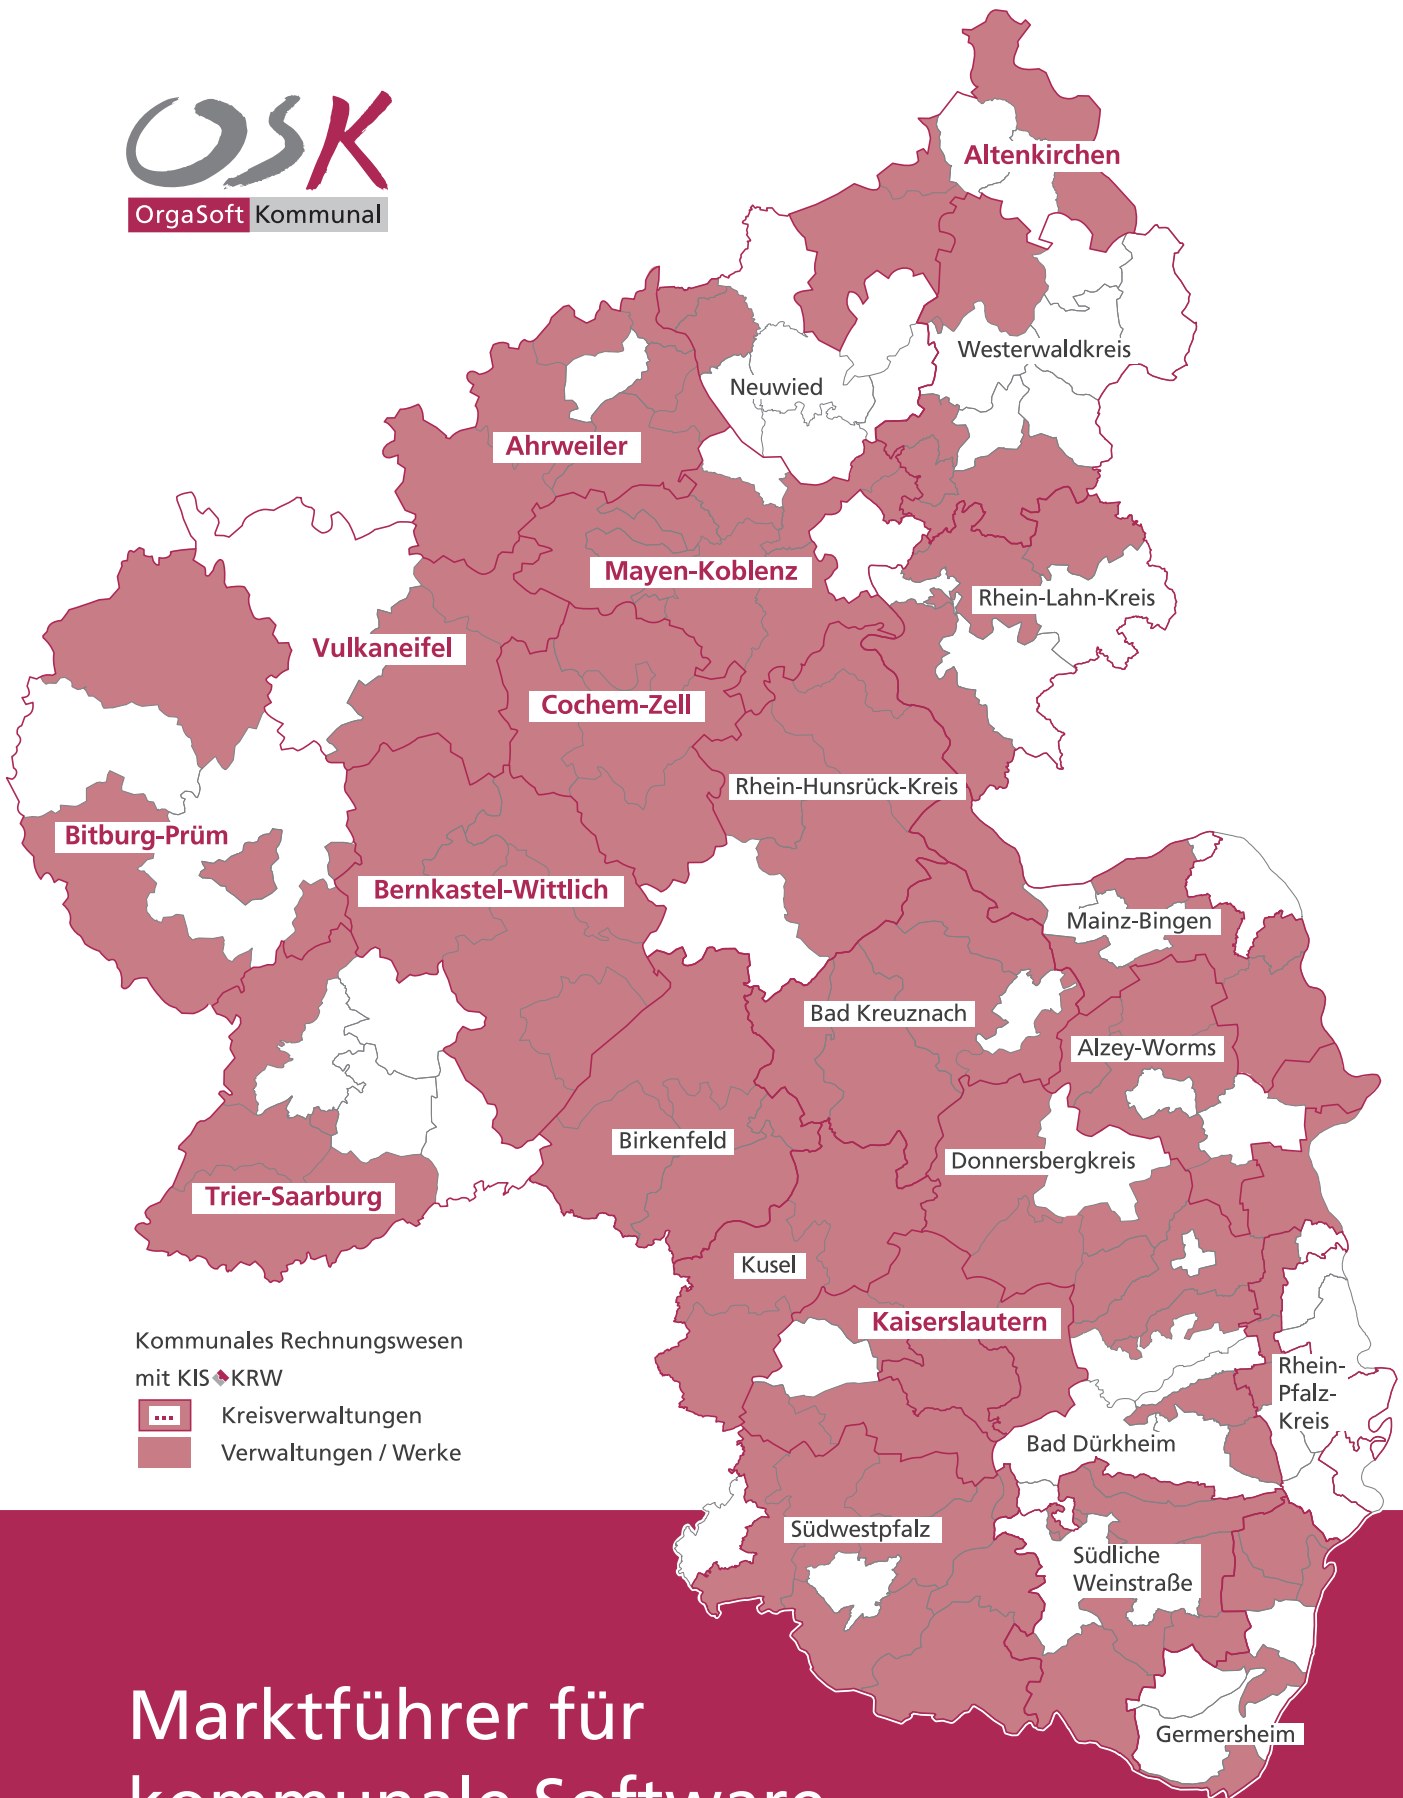 OSK
OrgaSoft Kommunal
Altenkirchen
Westerwaldkreis
Neuwied
Ahrweiler
Mayen-Koblenz
Rhein-Lahn-Kreis
Vulkaneifel
Cochem-Zell
Rhein-Hunsrück-Kreis
Bitburg-Prüm
Bernkastel-Wittlich
Mainz-Bingen
Bad Kreuznach
Alzey-Worms
Birkenfeld
Donnersbergkreis
Trier-Saarburg
Kusel
Kaiserslautern
Rhein-
Pfalz-
Kreis
Bad Dürkheim
Südwestpfalz
Südliche
Weinstraße
Germersheim
Kommunales Rechnungswesen
mit KIS◆KRW
... Kreisverwaltungen
Verwaltungen / Werke
Marktführer für
kommunale Software